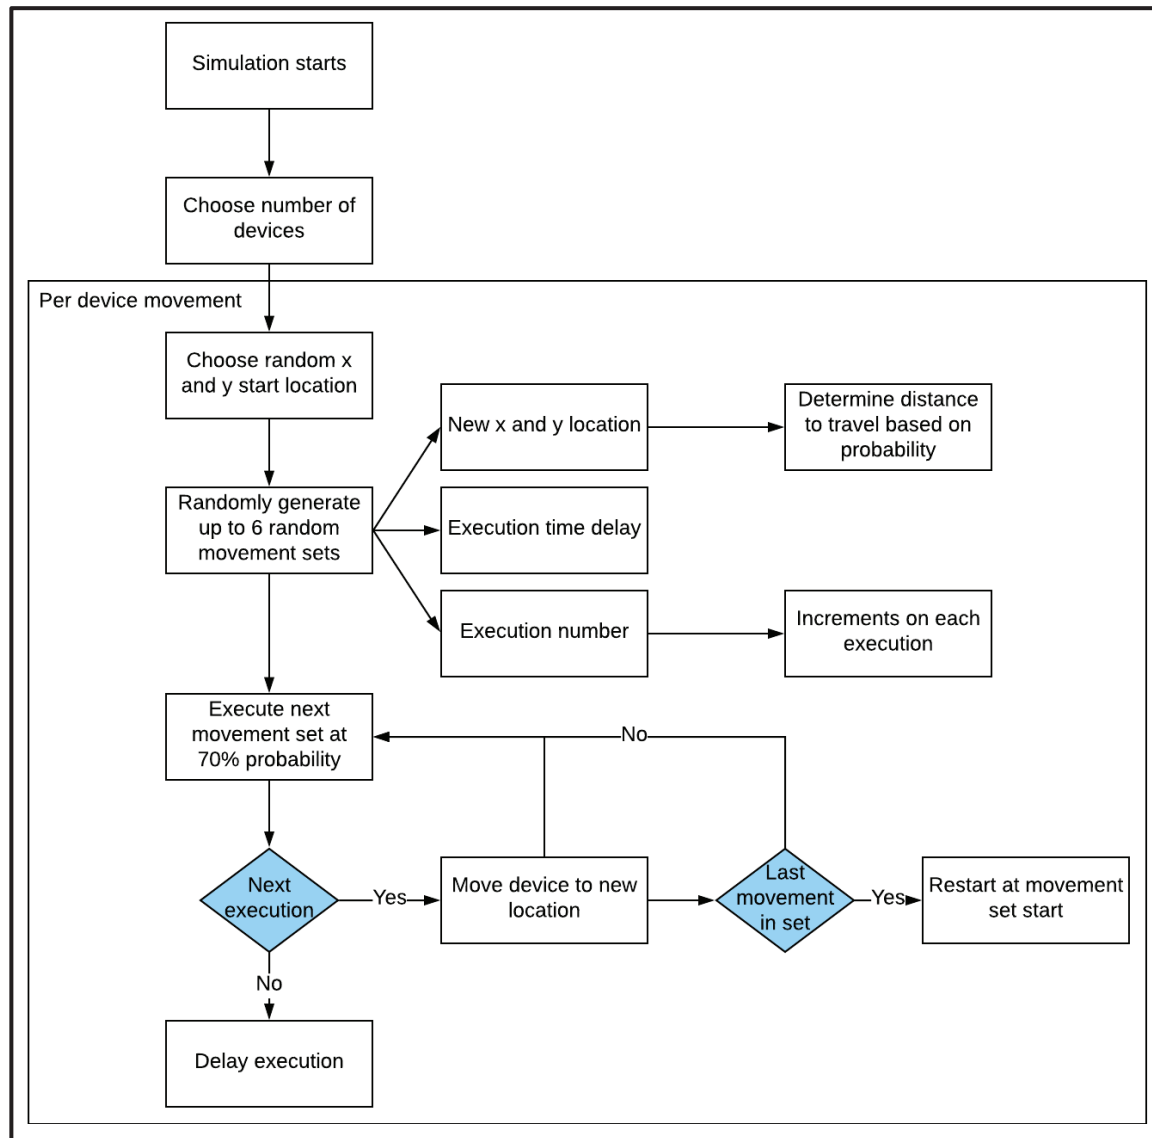 Simulation starts
Choose number of
devices
Per device movement
Choose random x
and y start location
New x and y location
Determine distance
to travel based on
probability
Randomly generate
up to 6 random
movement sets
Execution time delay
Execution number
Increments on each
execution
Execute next
movement set at
70% probability
No
Next
execution
Yes
Move device to new
location
Last
movement
in set
Yes
Restart at movement
set start
No
Delay execution